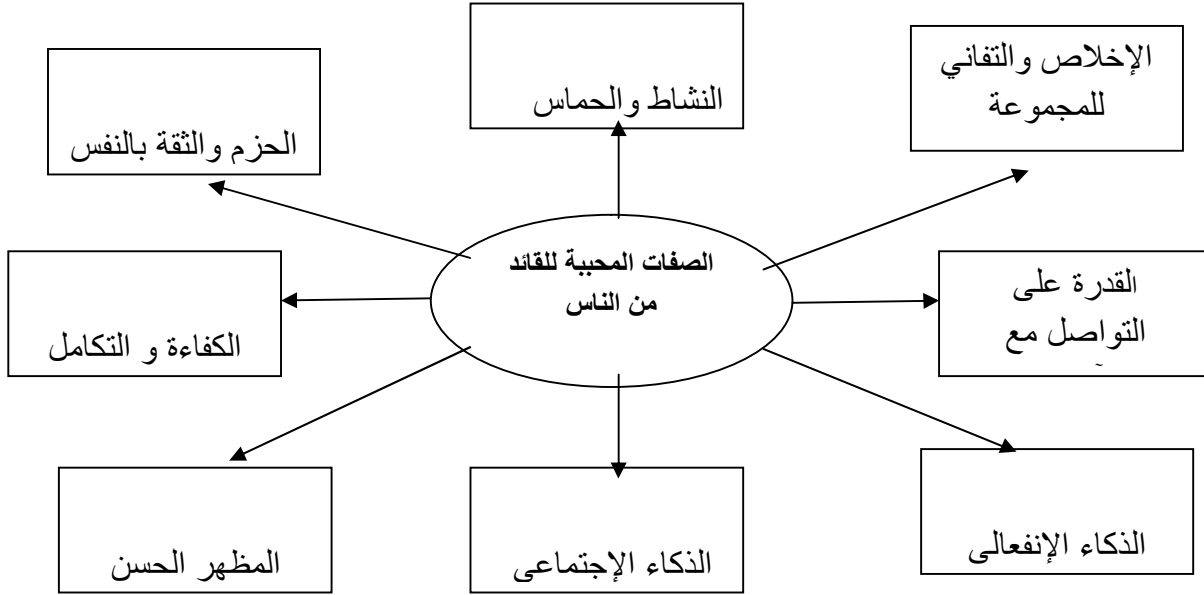 الإخلاص والتفاني
للمجموعة
النشاط والحماس
الحزم والثقة بالنفس
الصفات المحببة للقائد
من الناس
القدرة على
التواصل مع
الكفاءة و التكامل
الذكاء الإنفعالى
الذكاء الإجتماعى
المظهر الحسن